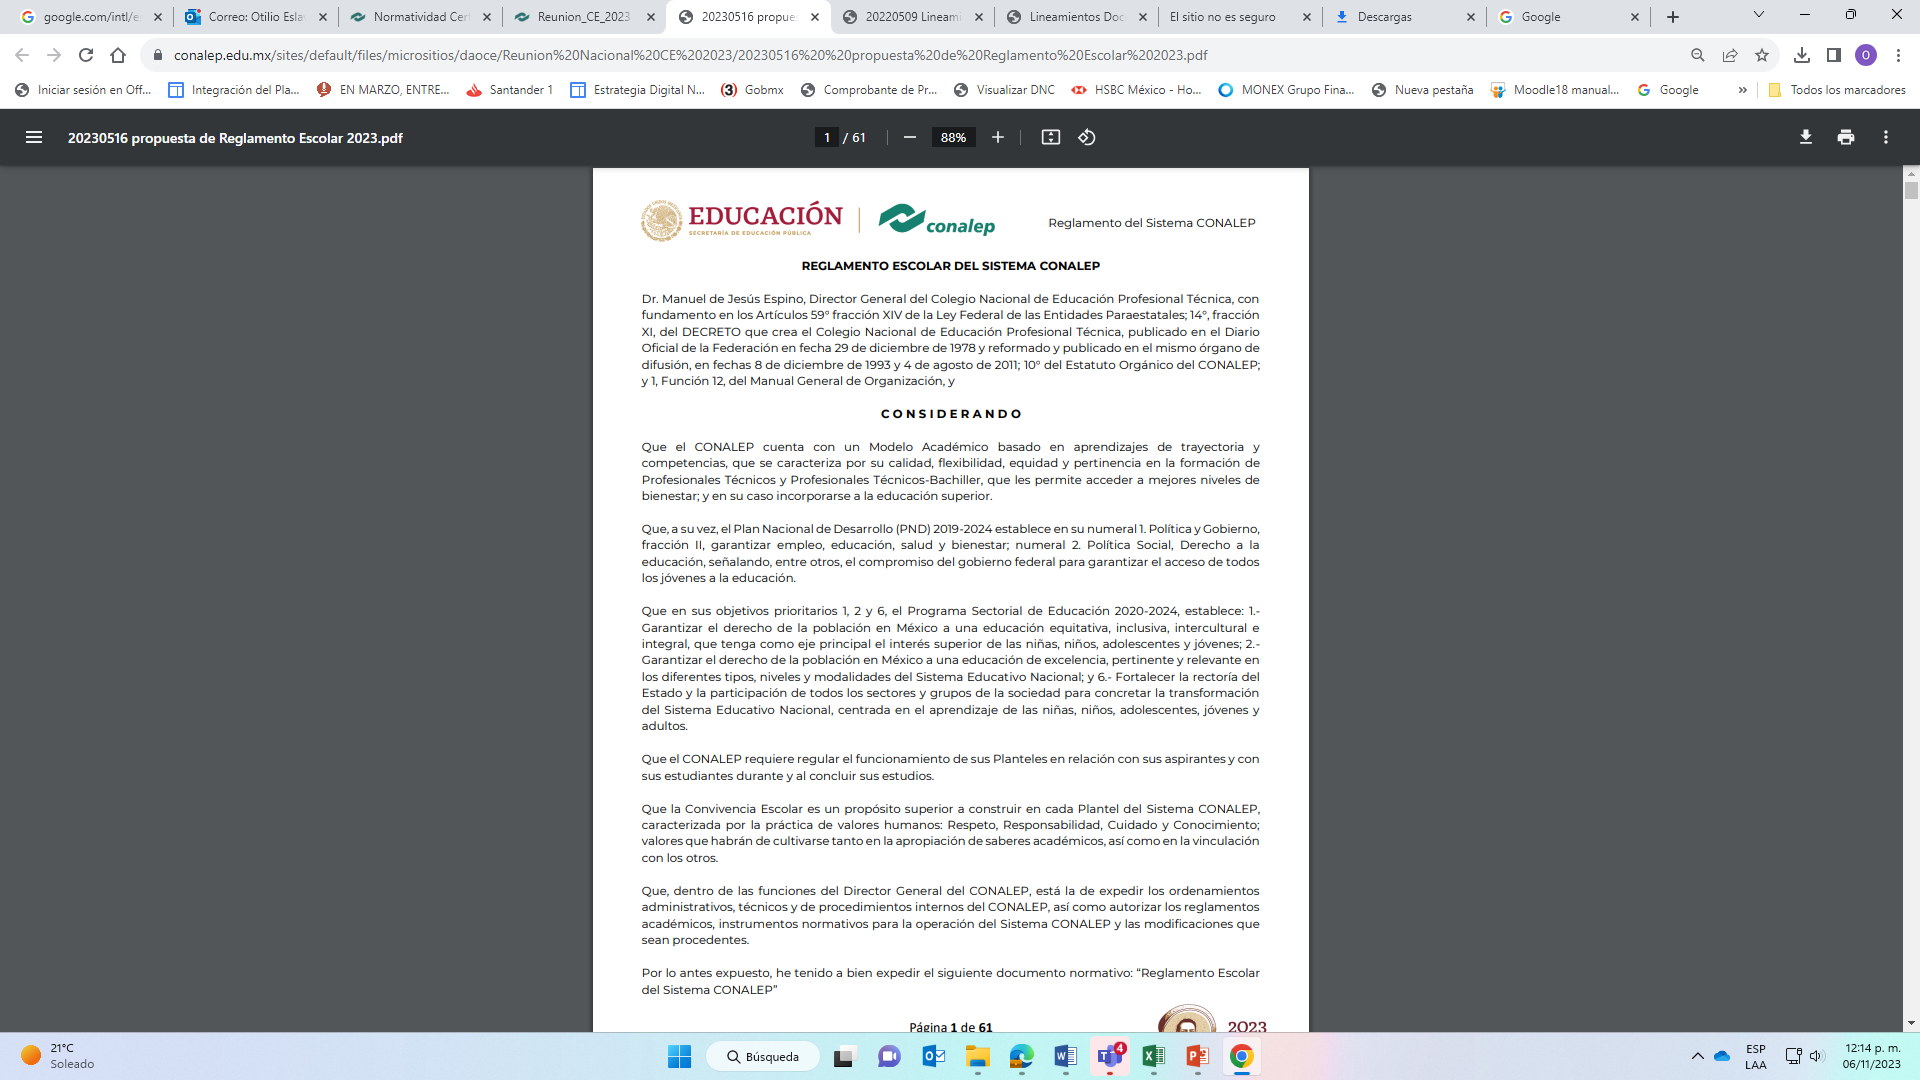 google.com/intl/e
Correo: Otilio Esla
Normatividad Cer
Reunion_CE_2023
20230516 propue
20220509 Lineam
Lineamientos Doc
El sitio no es seguro
Descargas
Google
conalep.edu.mx/sites/default/files/micrositios/daoce/Reunion%20Nacional%20CE%202023/20230516%20%20propuesta%20de%20Reglamento%20Escolar%202023.pdf
O
Iniciar sesión en Off...
Integración del Pla...
EN MARZO, ENTRE...
Santander 1
Estrategia Digital N...
Gobmx
Comprobante de Pr...
Visualizar DNC
HSBC México - Ho...
MONEX Grupo Fina...
Nueva pestaña
Moodle18 manual...
Google
»
Todos los marcadores
20230516 propuesta de Reglamento Escolar 2023.pdf
1 / 61
88%
EDUCACIÓN
SECRETARÍA DE EDUCACIÓN PÚBLICA
conalep
Reglamento del Sistema CONALEP
REGLAMENTO ESCOLAR DEL SISTEMA CONALEP
Dr. Manuel de Jesús Espino, Director General del Colegio Nacional de Educación Profesional Técnica, con
fundamento en los Artículos 59° fracción XIV de la Ley Federal de las Entidades Paraestatales; 14°, fracción
XI, del DECRETO que crea el Colegio Nacional de Educación Profesional Técnica, publicado en el Diario
Oficial de la Federación en fecha 29 de diciembre de 1978 y reformado y publicado en el mismo órgano de
difusión, en fechas 8 de diciembre de 1993 y 4 de agosto de 2011; 10° del Estatuto Orgánico del CONALEP;
y 1, Función 12, del Manual General de Organización, y
C O N S I D E R A N D O
Que el CONALEP cuenta con un Modelo Académico basado en aprendizajes de trayectoria y
competencias, que se caracteriza por su calidad, flexibilidad, equidad y pertinencia en la formación de
Profesionales Técnicos y Profesionales Técnicos-Bachiller, que les permite acceder a mejores niveles de
bienestar; y en su caso incorporarse a la educación superior.
Que, a su vez, el Plan Nacional de Desarrollo (PND) 2019-2024 establece en su numeral 1. Política y Gobierno,
fracción II, garantizar empleo, educación, salud y bienestar; numeral 2. Política Social, Derecho a la
educación, señalando, entre otros, el compromiso del gobierno federal para garantizar el acceso de todos
los jóvenes a la educación.
Que en sus objetivos prioritarios 1, 2 y 6, el Programa Sectorial de Educación 2020-2024, establece: 1.-
Garantizar el derecho de la población en México a una educación equitativa, inclusiva, intercultural e
integral, que tenga como eje principal el interés superior de las niñas, niños, adolescentes y jóvenes; 2.-
Garantizar el derecho de la población en México a una educación de excelencia, pertinente y relevante en
los diferentes tipos, niveles y modalidades del Sistema Educativo Nacional; y 6.- Fortalecer la rectoría del
Estado y la participación de todos los sectores y grupos de la sociedad para concretar la transformación
del Sistema Educativo Nacional, centrada en el aprendizaje de las niñas, niños, adolescentes, jóvenes y
adultos.
Que el CONALEP requiere regular el funcionamiento de sus Planteles en relación con sus aspirantes y con
sus estudiantes durante y al concluir sus estudios.
Que la Convivencia Escolar es un propósito superior a construir en cada Plantel del Sistema CONALEP,
caracterizada por la práctica de valores humanos: Respeto, Responsabilidad, Cuidado y Conocimiento;
valores que habrán de cultivarse tanto en la apropiación de saberes académicos, así como en la vinculación
con los otros.
Que, dentro de las funciones del Director General del CONALEP, está la de expedir los ordenamientos
administrativos, técnicos y de procedimientos internos del CONALEP, así como autorizar los reglamentos
académicos, instrumentos normativos para la operación del Sistema CONALEP y las modificaciones que
sean procedentes.
Por lo antes expuesto, he tenido a bien expedir el siguiente documento normativo: “Reglamento Escolar
del Sistema CONALEP”
Página 1 de 61
2023
21°C
Soleado
Búsqueda
4
ESP
LAA
12:14 p. m.
06/11/2023